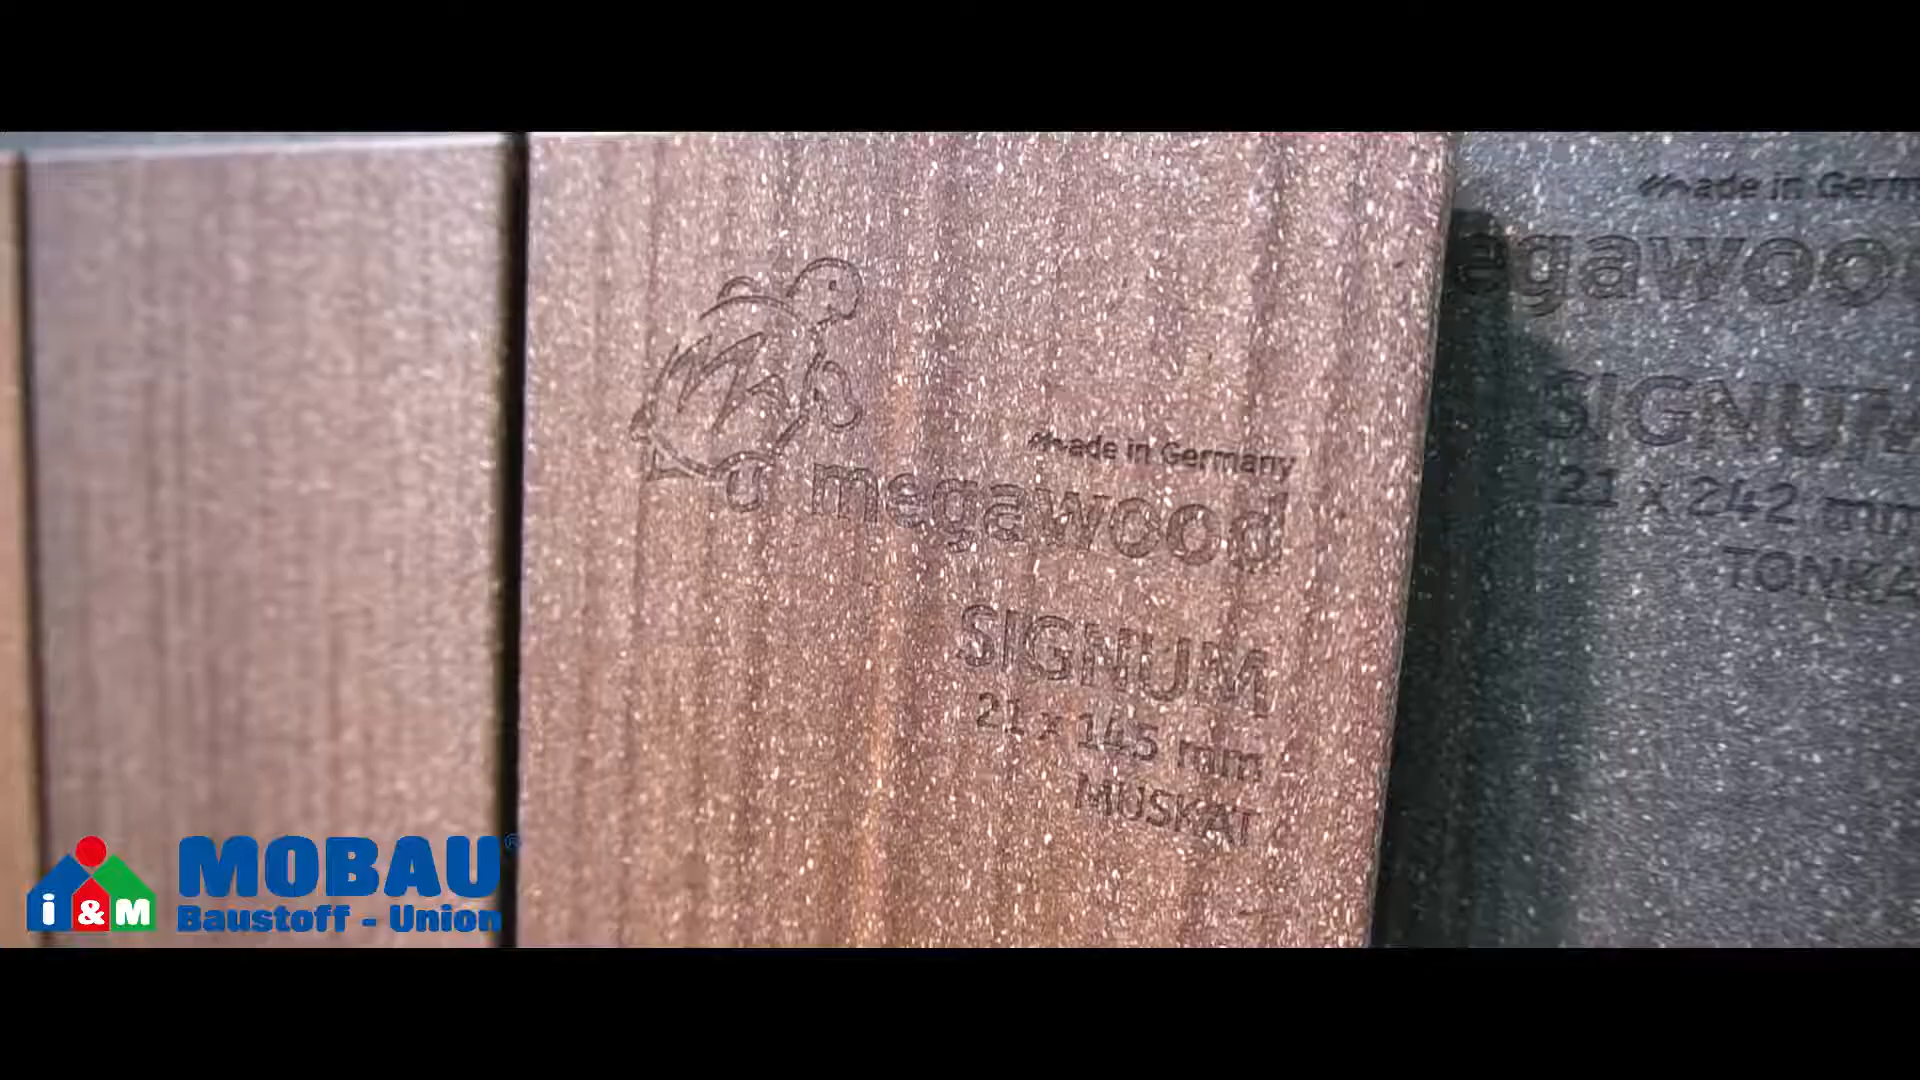 made in Germany
megawood
SIGNUM
21 x 145 mm
MUSKAT
made in Germ
egawoo
SIGNUM
21 x 242 mm
TONKA
i&M
MOBAU®
Baustoff - Union